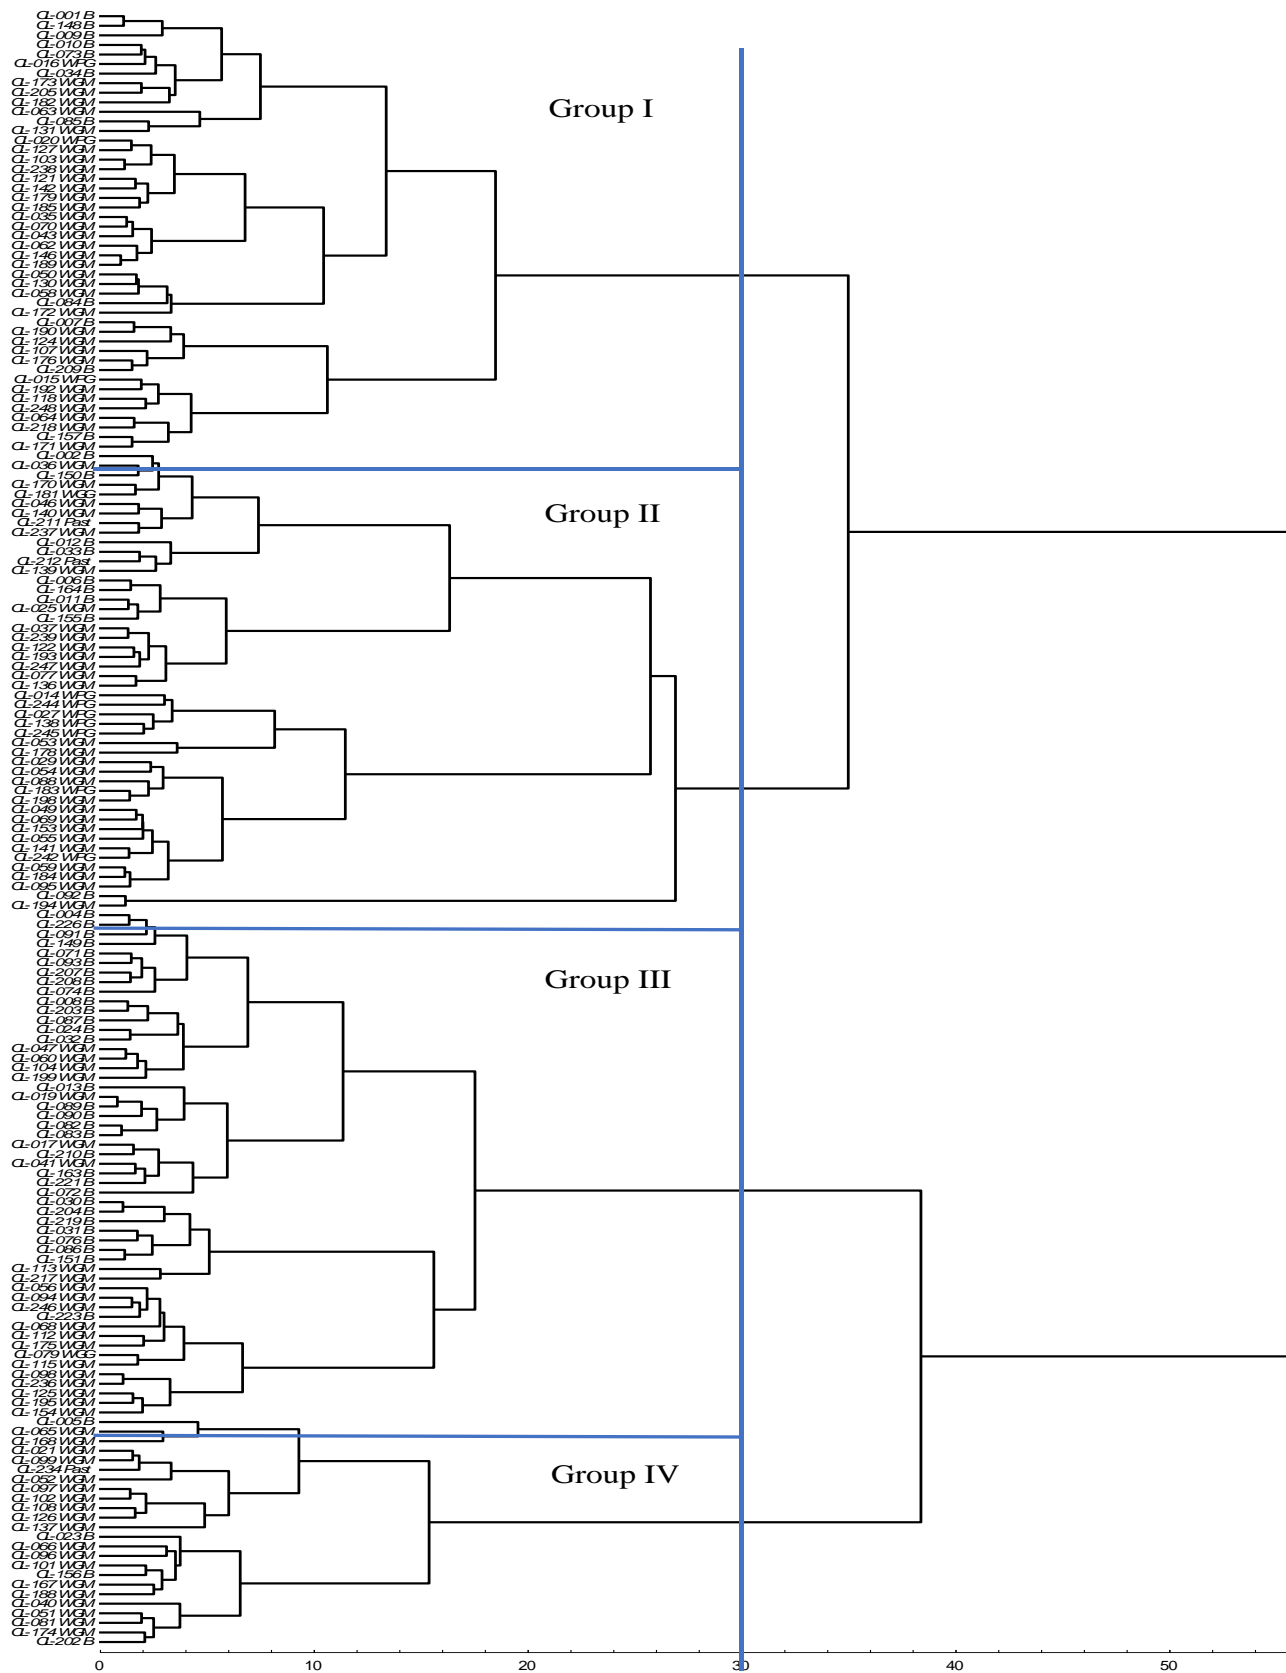 CL-001 B
CL-148 B
CL-009 B
CL-010 B
CL-073 B
CL-016 WPG
CL-034 B
CL-173 WGM
CL-205 WGM
CL-182 WGM
CL-063 WGM
CL-085 B
CL-131 WGM
CL-020 WPG
CL-127 WGM
CL-103 WGM
CL-238 WGM
CL-121 WGM
CL-142 WGM
CL-179 WGM
CL-185 WGM
CL-035 WGM
CL-070 WGM
CL-043 WGM
CL-062 WGM
CL-146 WGM
CL-189 WGM
CL-050 WGM
CL-130 WGM
CL-058 WGM
CL-084 B
CL-172 WGM
CL-007 B
CL-190 WGM
CL-124 WGM
CL-107 WGM
CL-176 WGM
CL-209 B
CL-015 WPG
CL-192 WGM
CL-118 WGM
CL-248 WGM
CL-064 WGM
CL-218 WGM
CL-157 B
CL-171 WGM
CL-002 B
CL-036 WGM
CL-150 B
CL-170 WGM
CL-181 WGG
CL-046 WGM
CL-140 WGM
CL-211 Past
CL-237 WGM
CL-012 B
CL-033 B
CL-212 Past
CL-139 WGM
CL-006 B
CL-164 B
CL-011 B
CL-025 WGM
CL-155 B
CL-037 WGM
CL-239 WGM
CL-122 WGM
CL-193 WGM
CL-247 WGM
CL-077 WGM
CL-136 WGM
CL-014 WPG
CL-244 WPG
CL-027 WPG
CL-138 WPG
CL-245 WPG
CL-053 WGM
CL-178 WGM
CL-029 WGM
CL-054 WGM
CL-088 WGM
CL-183 WPG
CL-198 WGM
CL-049 WGM
CL-069 WGM
CL-153 WGM
CL-055 WGM
CL-141 WGM
CL-242 WPG
CL-059 WGM
CL-184 WGM
CL-095 WGM
CL-092 B
CL-194 WGM
CL-004 B
CL-226 B
CL-091 B
CL-149 B
CL-071 B
CL-093 B
CL-207 B
CL-208 B
CL-074 B
CL-008 B
CL-203 B
CL-087 B
CL-024 B
CL-032 B
CL-047 WGM
CL-060 WGM
CL-104 WGM
CL-199 WGM
CL-013 B
CL-019 WGM
CL-089 B
CL-090 B
CL-082 B
CL-083 B
CL-017 WGM
CL-210 B
CL-041 WGM
CL-163 B
CL-221 B
CL-072 B
CL-030 B
CL-204 B
CL-219 B
CL-031 B
CL-076 B
CL-086 B
CL-151 B
CL-113 WGM
CL-217 WGM
CL-056 WGM
CL-094 WGM
CL-246 WGM
CL-223 B
CL-068 WGM
CL-112 WGM
CL-175 WGM
CL-079 WGG
CL-115 WGM
CL-098 WGM
CL-236 WGM
CL-125 WGM
CL-195 WGM
CL-154 WGM
CL-005 B
CL-065 WGM
CL-168 WGM
CL-021 WGM
CL-099 WGM
CL-234 Past
CL-052 WGM
CL-097 WGM
CL-102 WGM
CL-108 WGM
CL-126 WGM
CL-137 WGM
CL-023 B
CL-066 WGM
CL-096 WGM
CL-101 WGM
CL-156 B
CL-167 WGM
CL-188 WGM
CL-040 WGM
CL-051 WGM
CL-081 WGM
CL-174 WGM
CL-202 B
Group I
Group II
Group III
Group IV
0 10 20 30 40 50